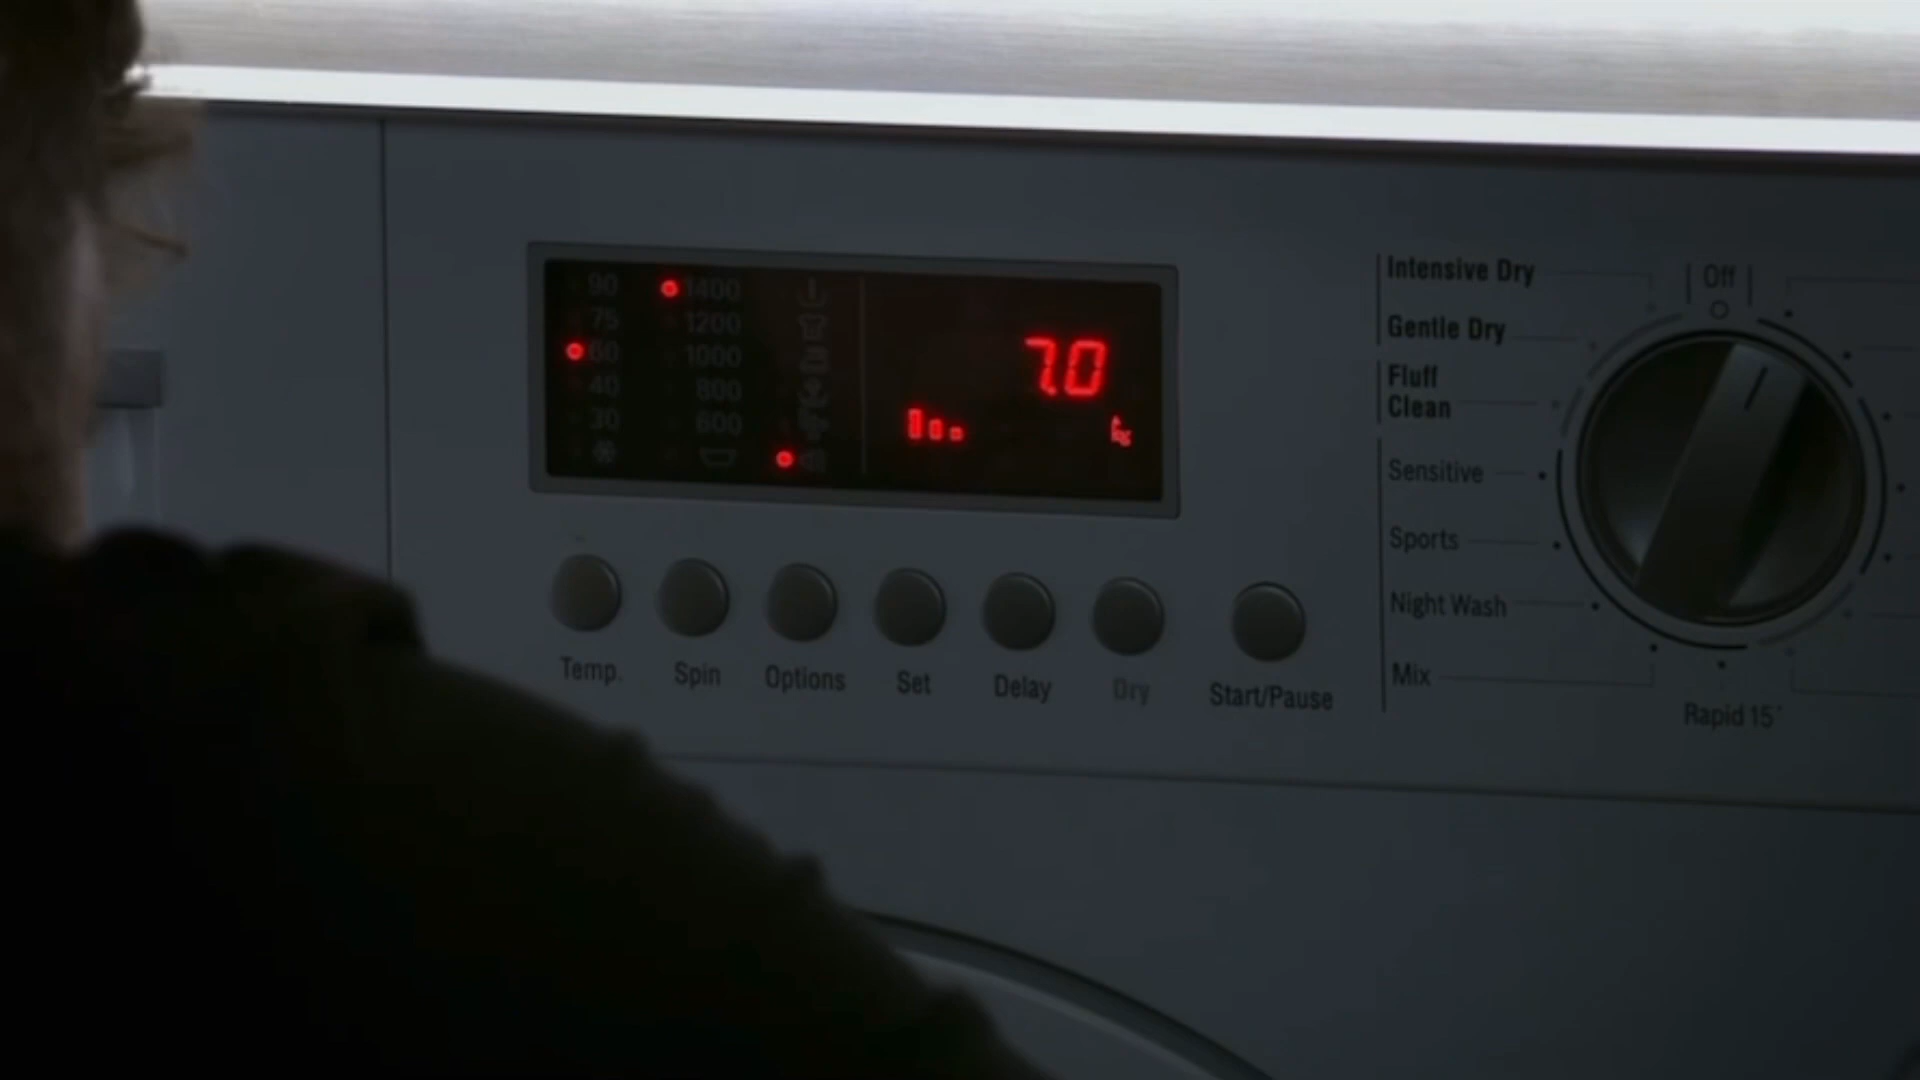 90 1400
75 1200
60 1000
40 800
30 600
7.0
kg
Temp. Spin Options Set Delay Dry Start/Pause
Off
Intensive Dry
Gentle Dry
Fluff
Clean
Sensitive
Sports
Night Wash
Mix
Rapid 15'